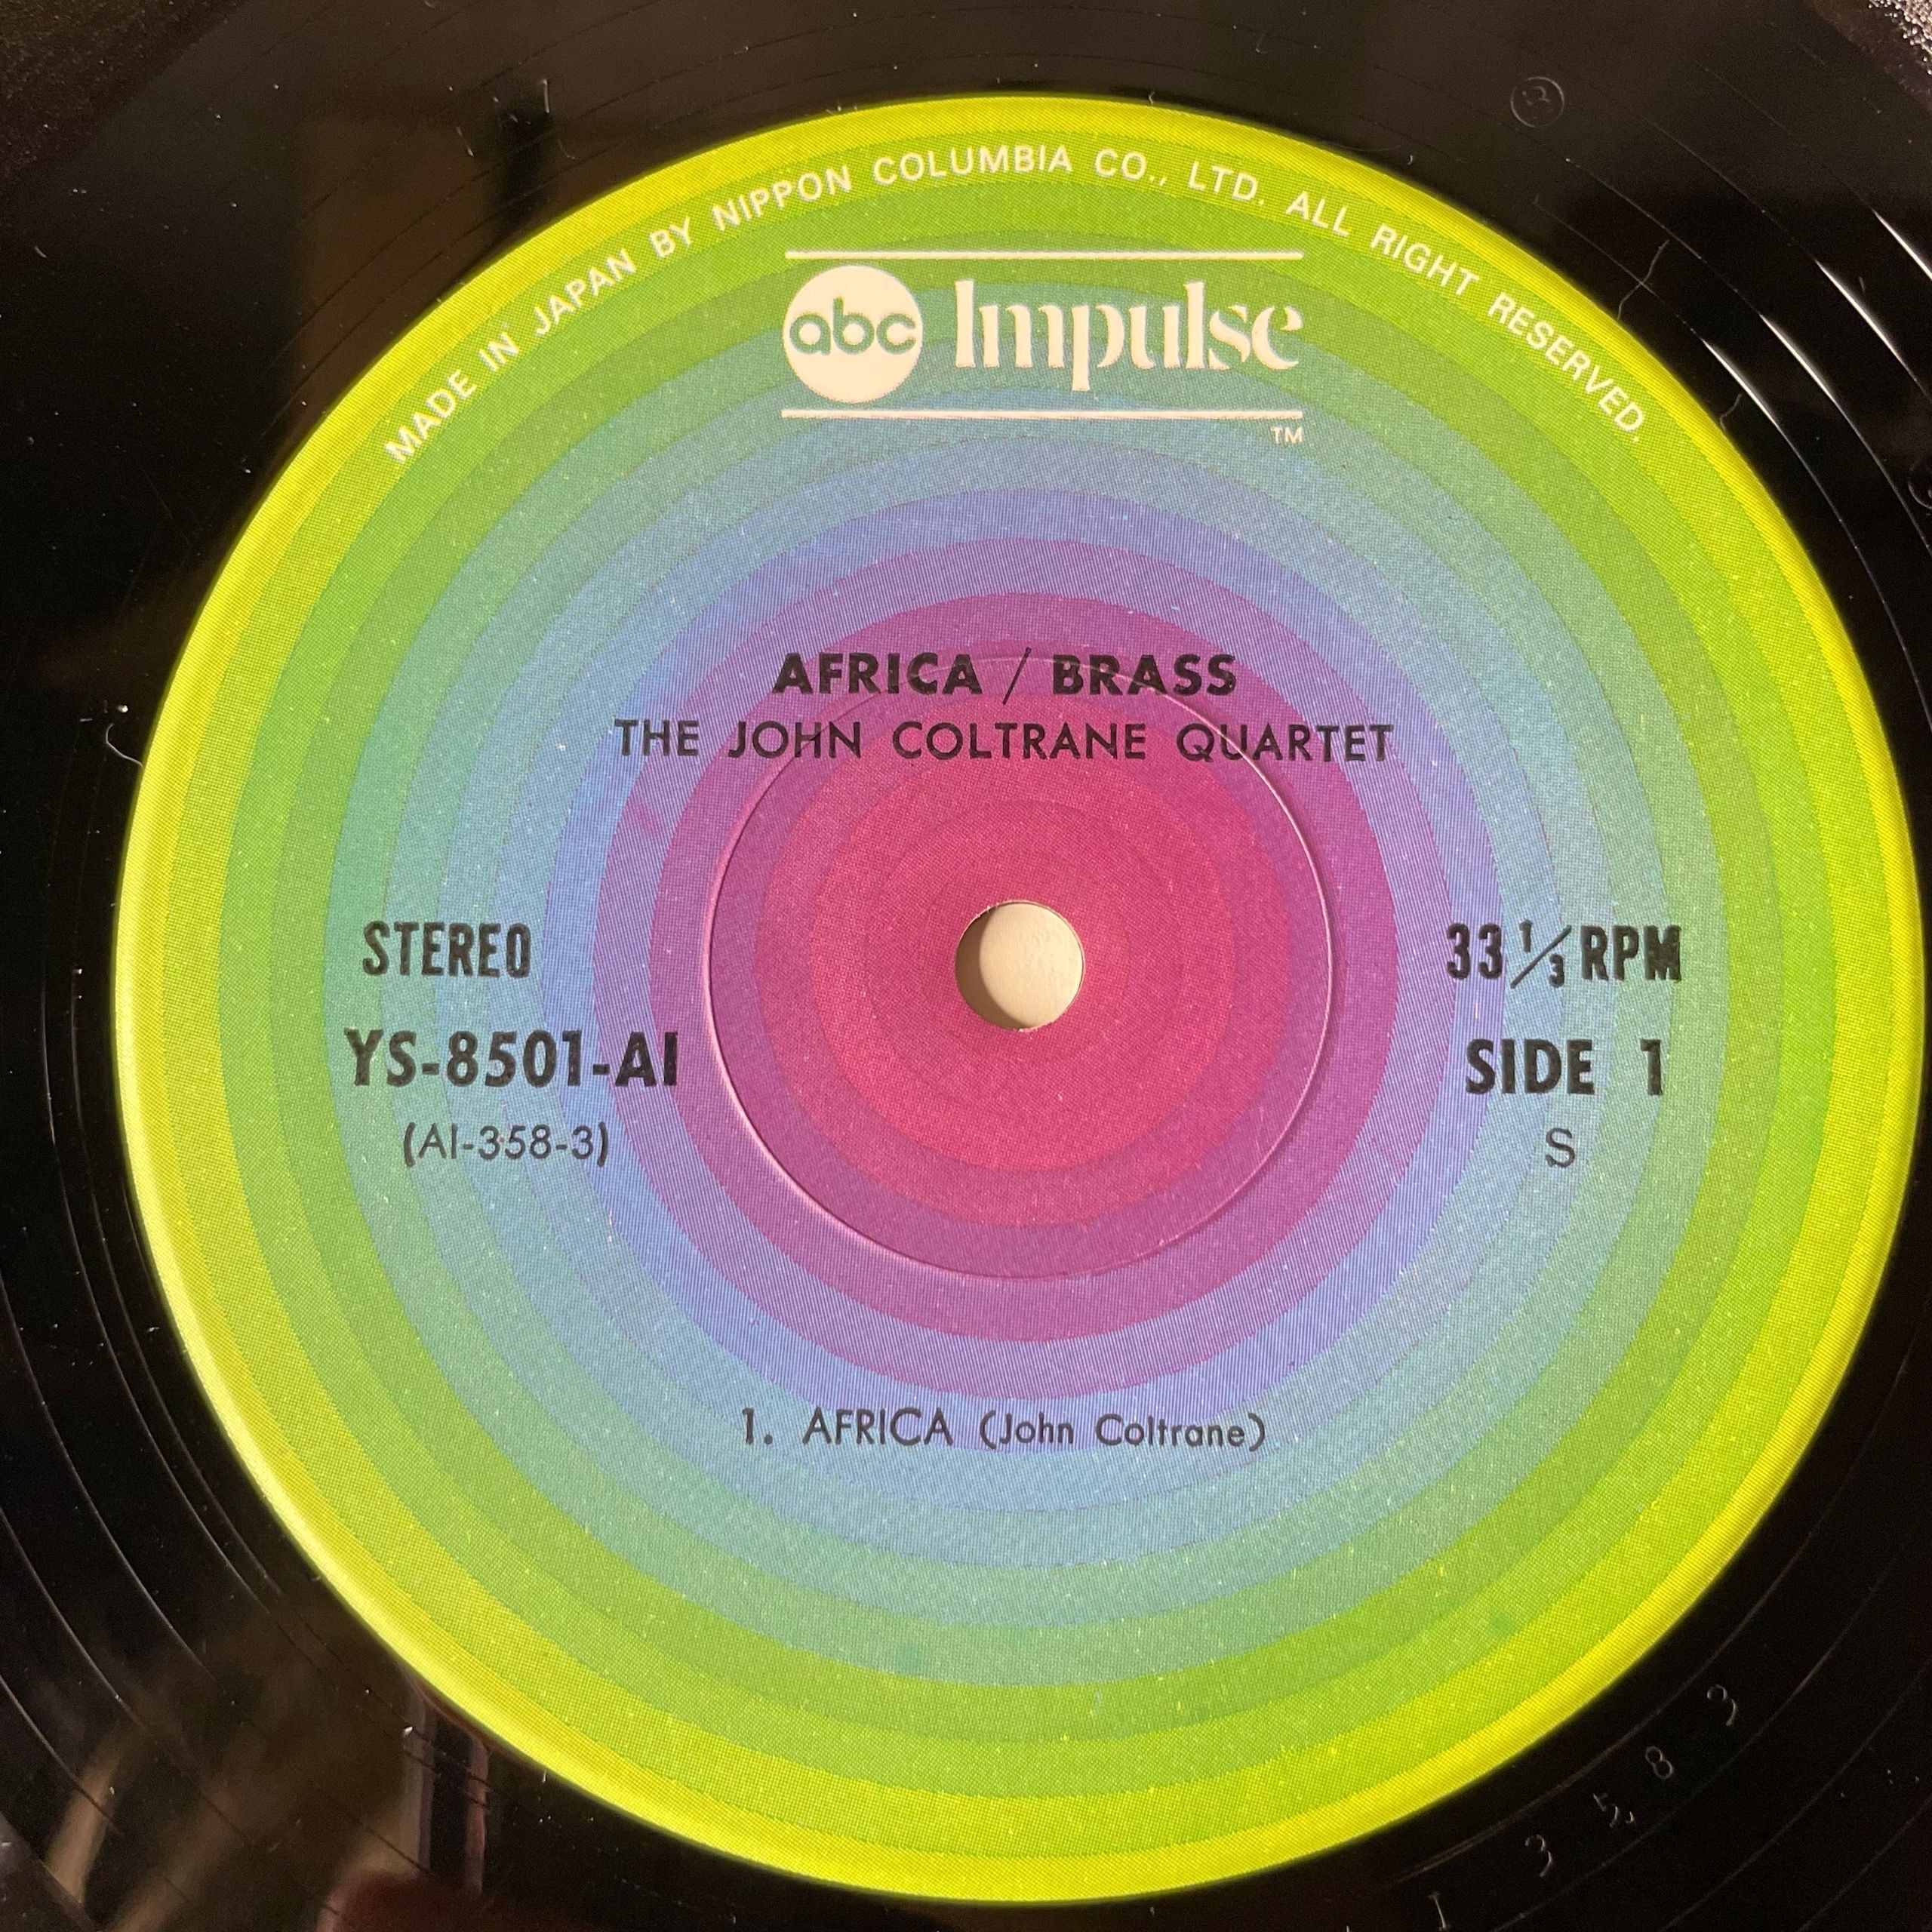 MADE IN JAPAN BY NIPPON COLUMBIA CO., LTD. ALL RIGHT RESERVED.
abc Impulse
TM
AFRICA / BRASS
THE JOHN COLTRANE QUARTET
STEREO
33 1/3 RPM
YS-8501-AI
SIDE 1
(AI-358-3)
S
1. AFRICA (John Coltrane)